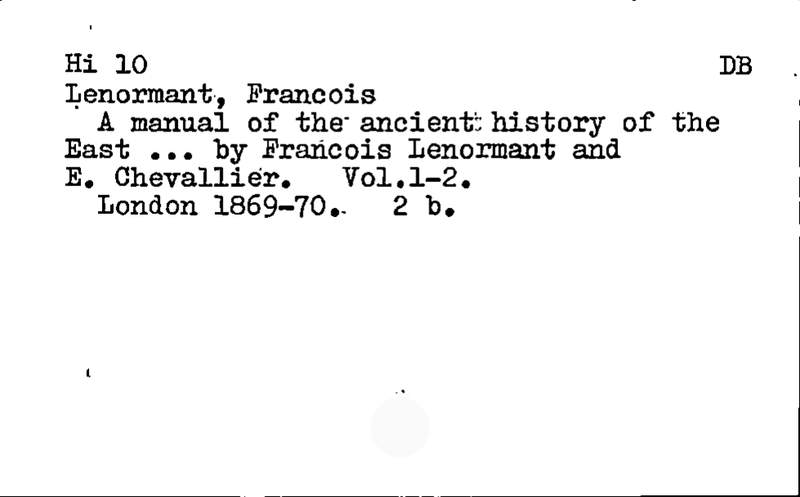 Hi 10 DB
Lenormant, Francois
A manual of the ancient history of the
East ... by Francois Lenormant and
E. Chevallier. Vol.1-2.
London 1869-70. 2 b.